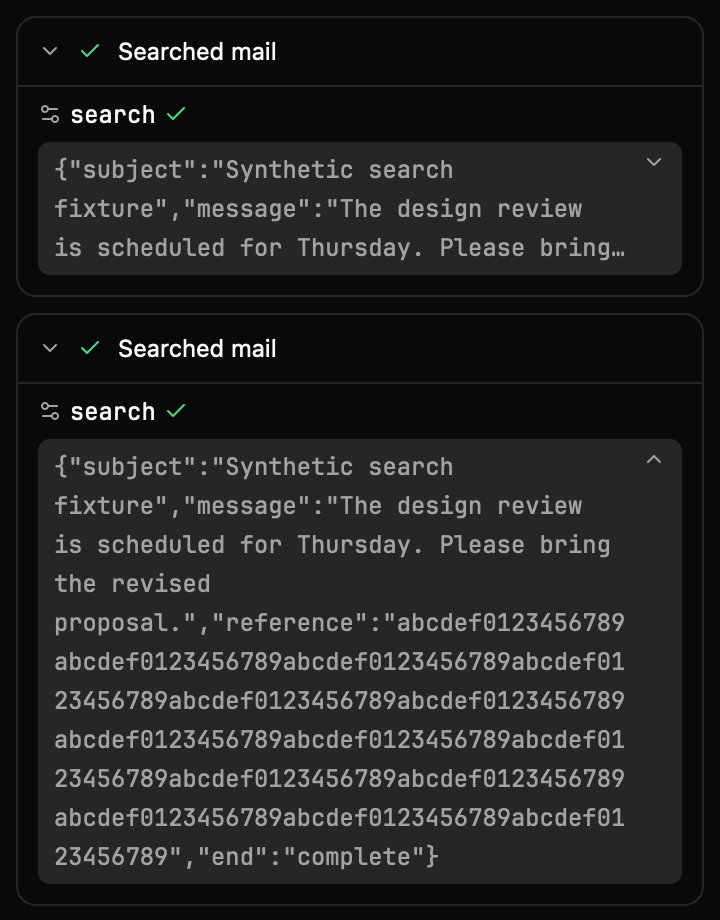 Searched mail
search
{"subject":"Synthetic search
fixture","message":"The design review
is scheduled for Thursday. Please bring…
Searched mail
search
{"subject":"Synthetic search
fixture","message":"The design review
is scheduled for Thursday. Please bring
the revised
proposal.","reference":"abcdef0123456789
abcdef0123456789abcdef0123456789abcdef01
23456789abcdef0123456789abcdef0123456789
abcdef0123456789abcdef0123456789abcdef01
23456789abcdef0123456789abcdef0123456789
abcdef0123456789abcdef0123456789abcdef01
23456789","end":"complete"}